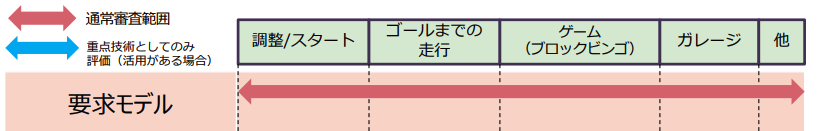 通常審査範囲
重点技術としてのみ
評価（活用がある場合）
調整/スタート
ゴールまでの
走行
ゲーム
（ブロックビンゴ）
ガレージ
他
要求モデル